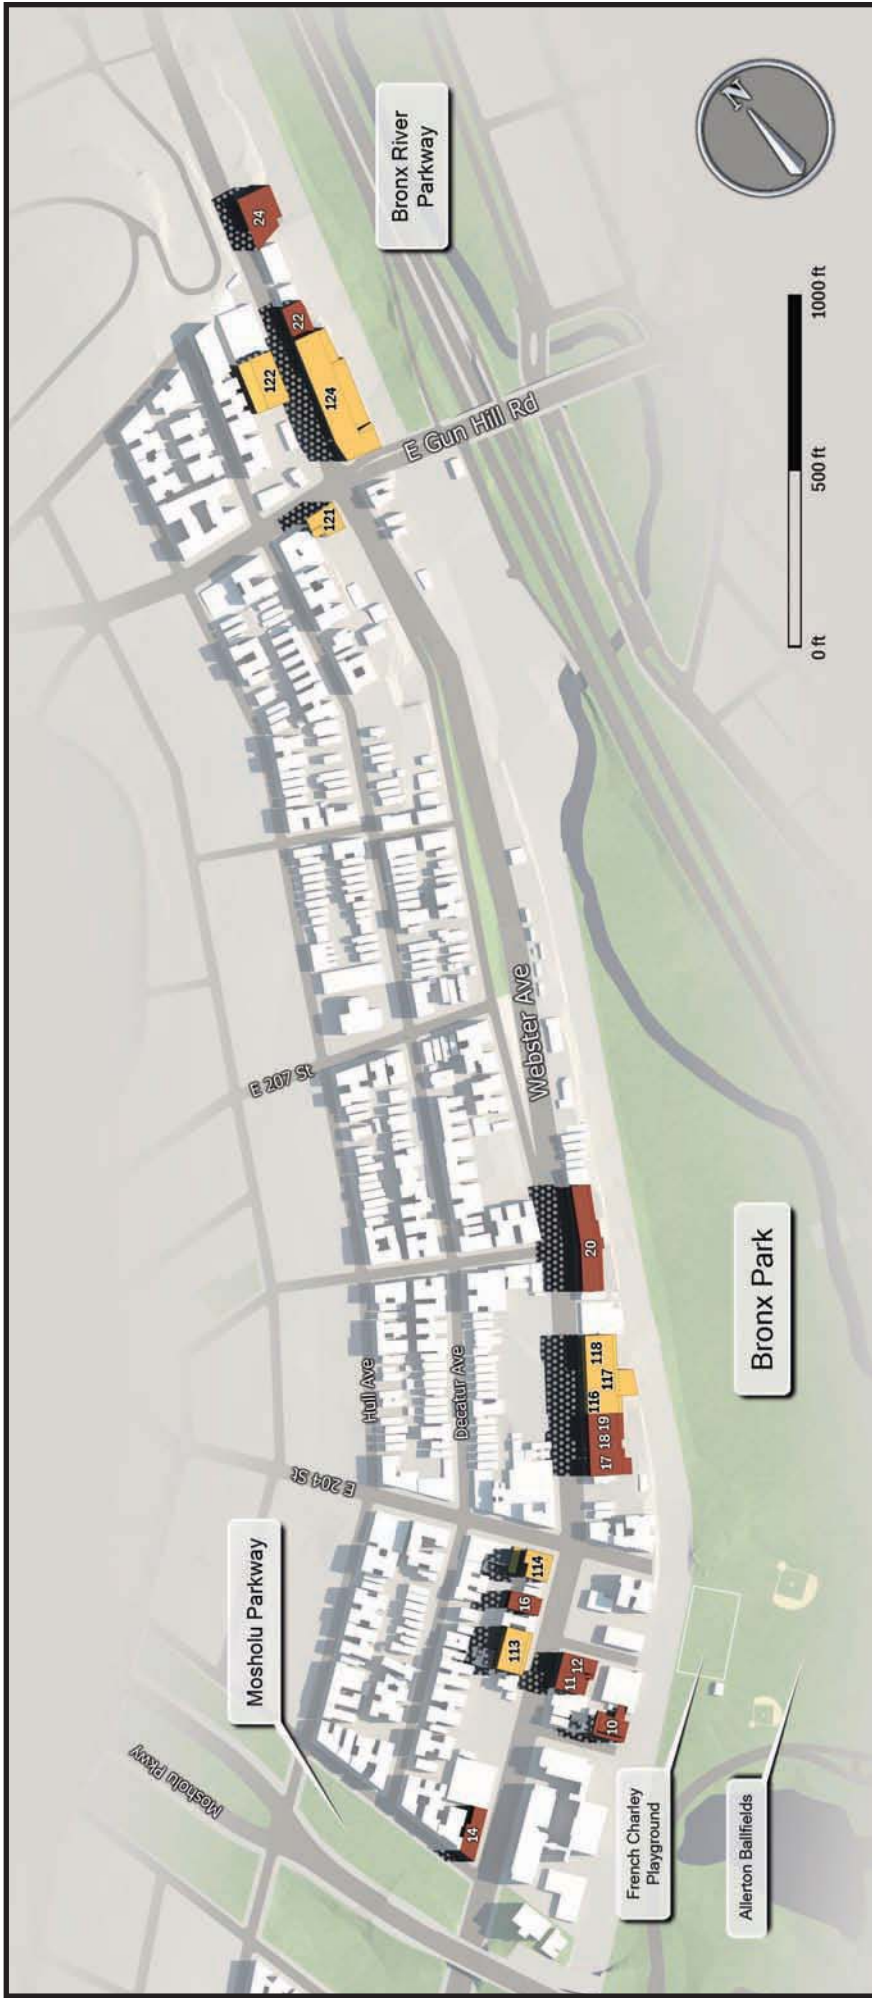 Bronx River
Parkway
N
24
22
122
124
E Gun Hill Rd
121
0 ft
500 ft
1000 ft
E 207 St
Webster Ave
20
Bronx Park
Hull Ave
Decatur Ave
118
117
116
19
18
17
E 204 St
Mosholu Parkway
114
16
113
12
11
10
14
Mosholu Pkwy
French Charley
Playground
Allerton Ballfields